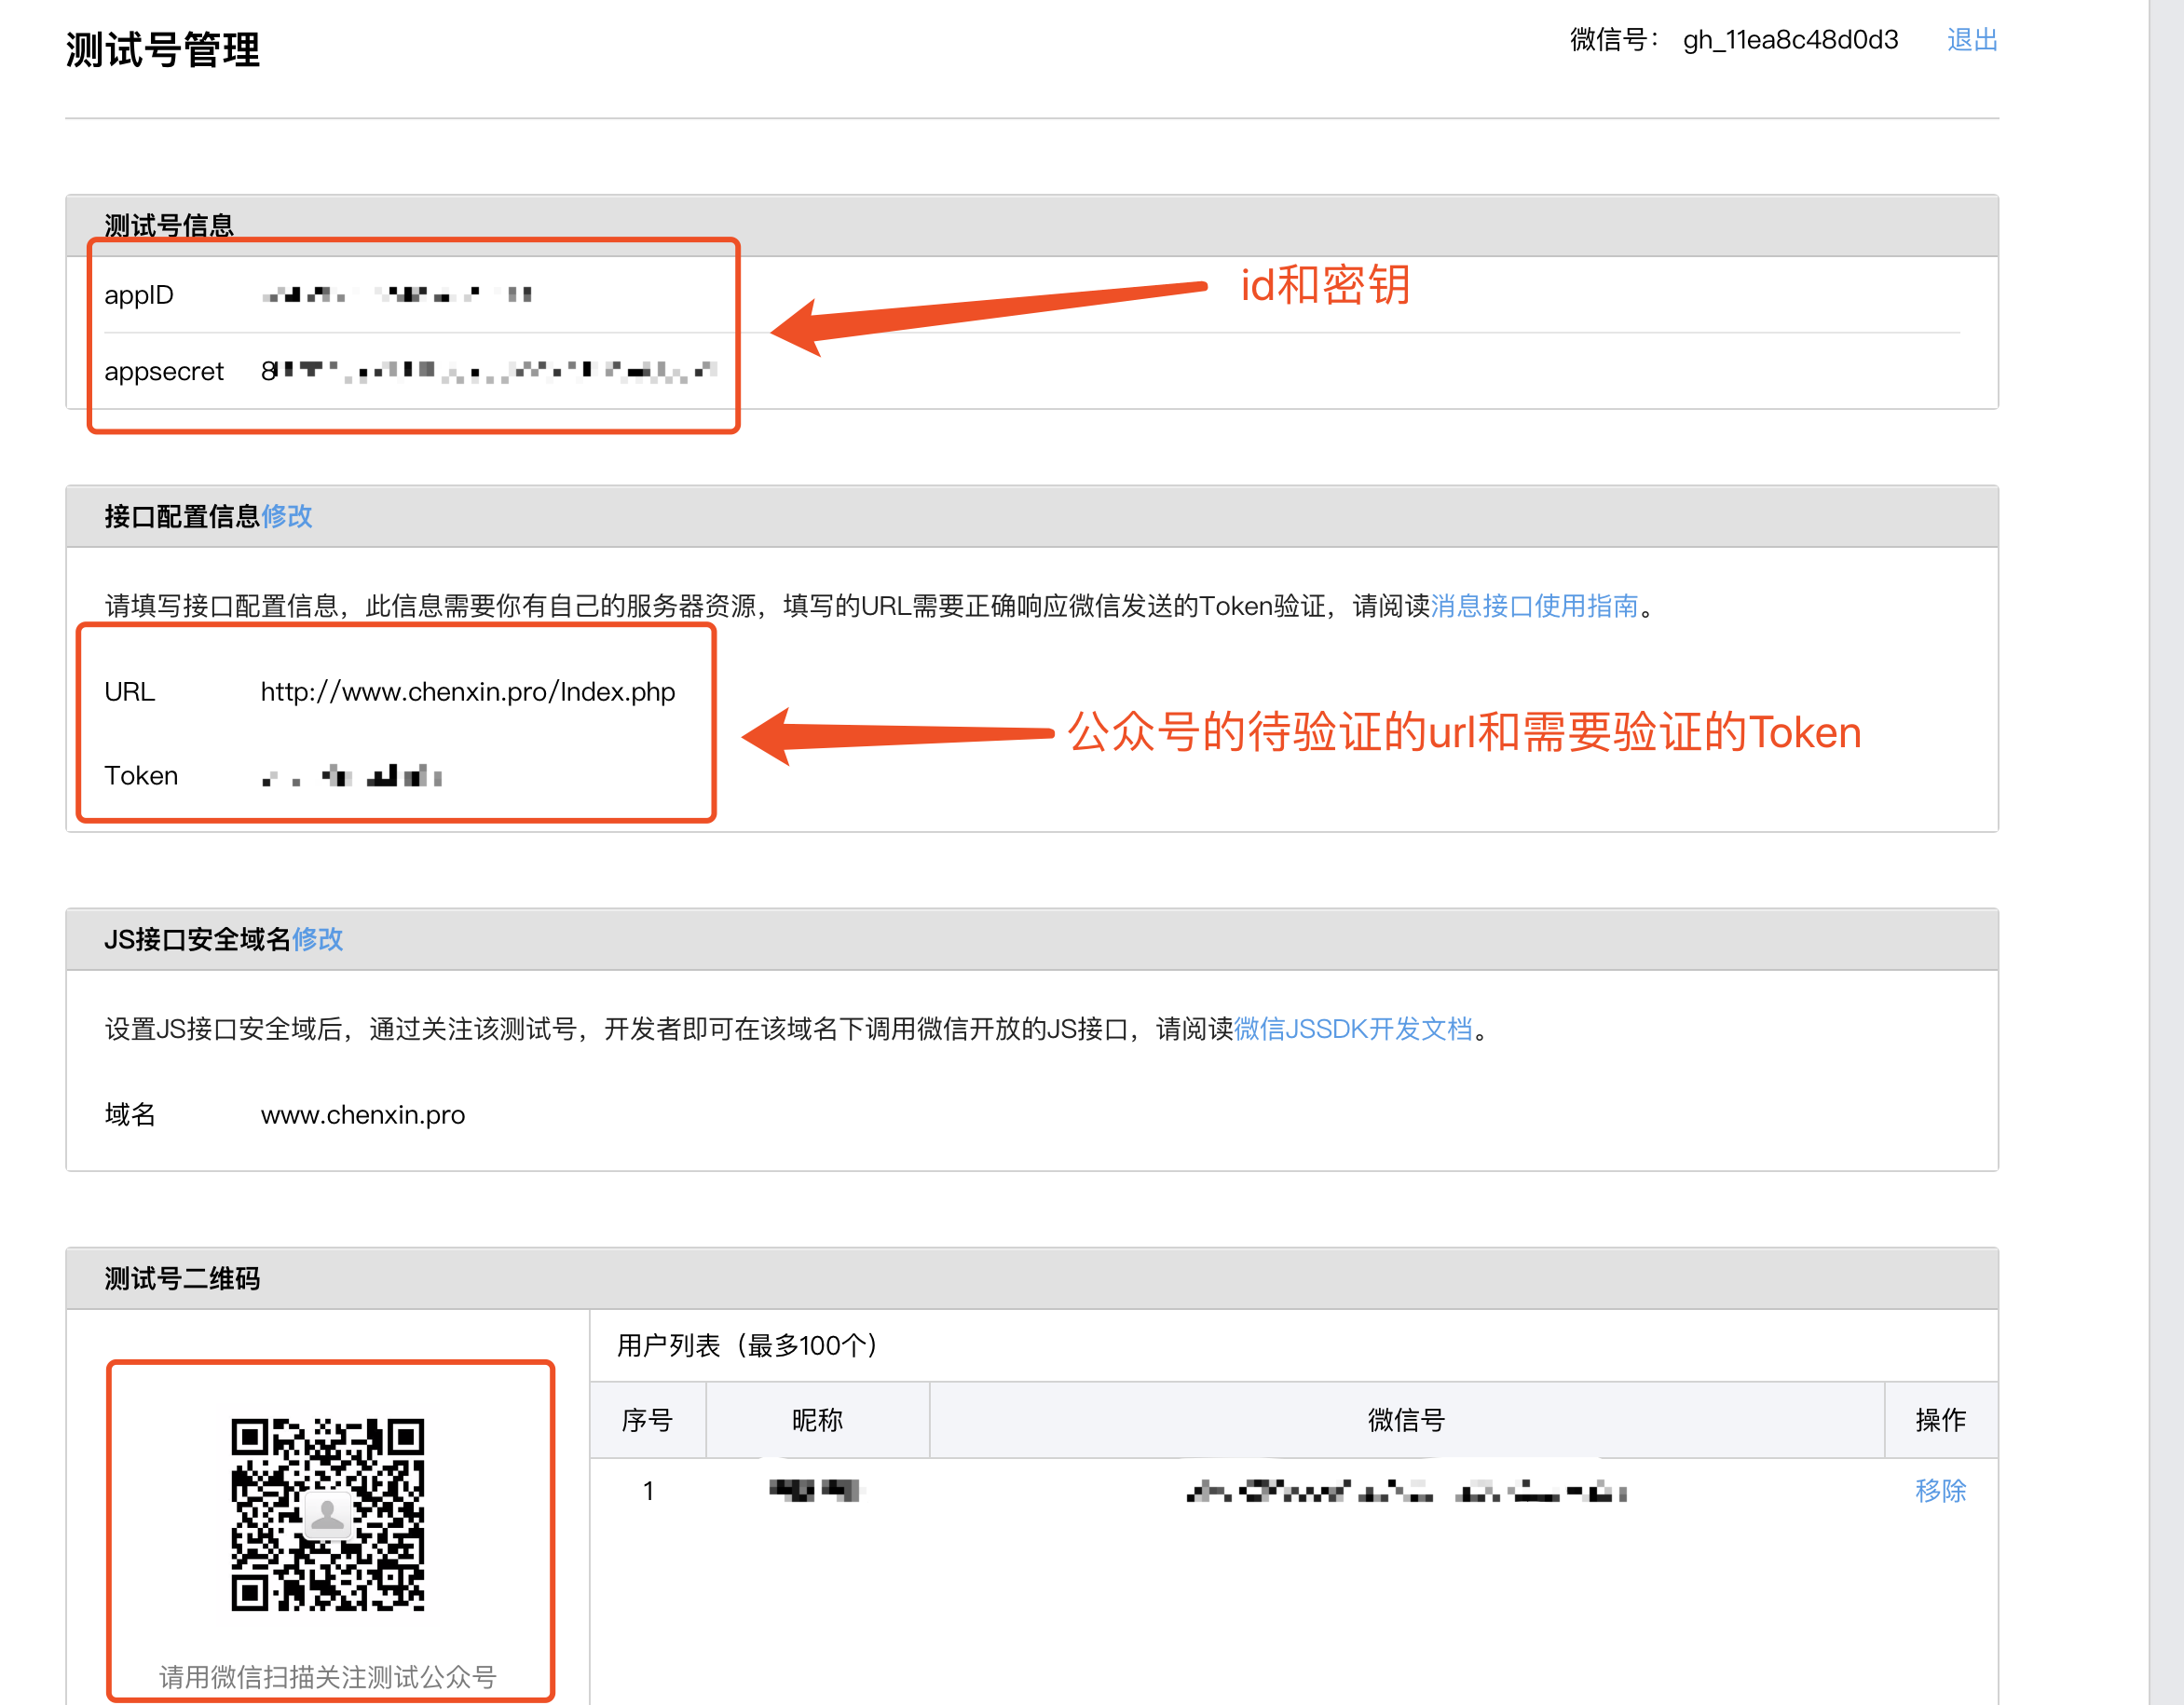 测试号管理
微信号： gh_11ea8c48d0d3 退出
测试号信息
appID
id和密钥
appsecret
接口配置信息修改
请填写接口配置信息，此信息需要你有自己的服务器资源，填写的URL需要正确响应微信发送的Token验证，请阅读消息接口使用指南。
URL http://www.chenxin.pro/Index.php
公众号的待验证的url和需要验证的Token
Token
JS接口安全域名修改
设置JS接口安全域后，通过关注该测试号，开发者即可在该域名下调用微信开放的JS接口，请阅读微信JSSDK开发文档。
域名 www.chenxin.pro
测试号二维码
用户列表（最多100个）
序号 昵称 微信号 操作
1 移除
请用微信扫描关注测试公众号